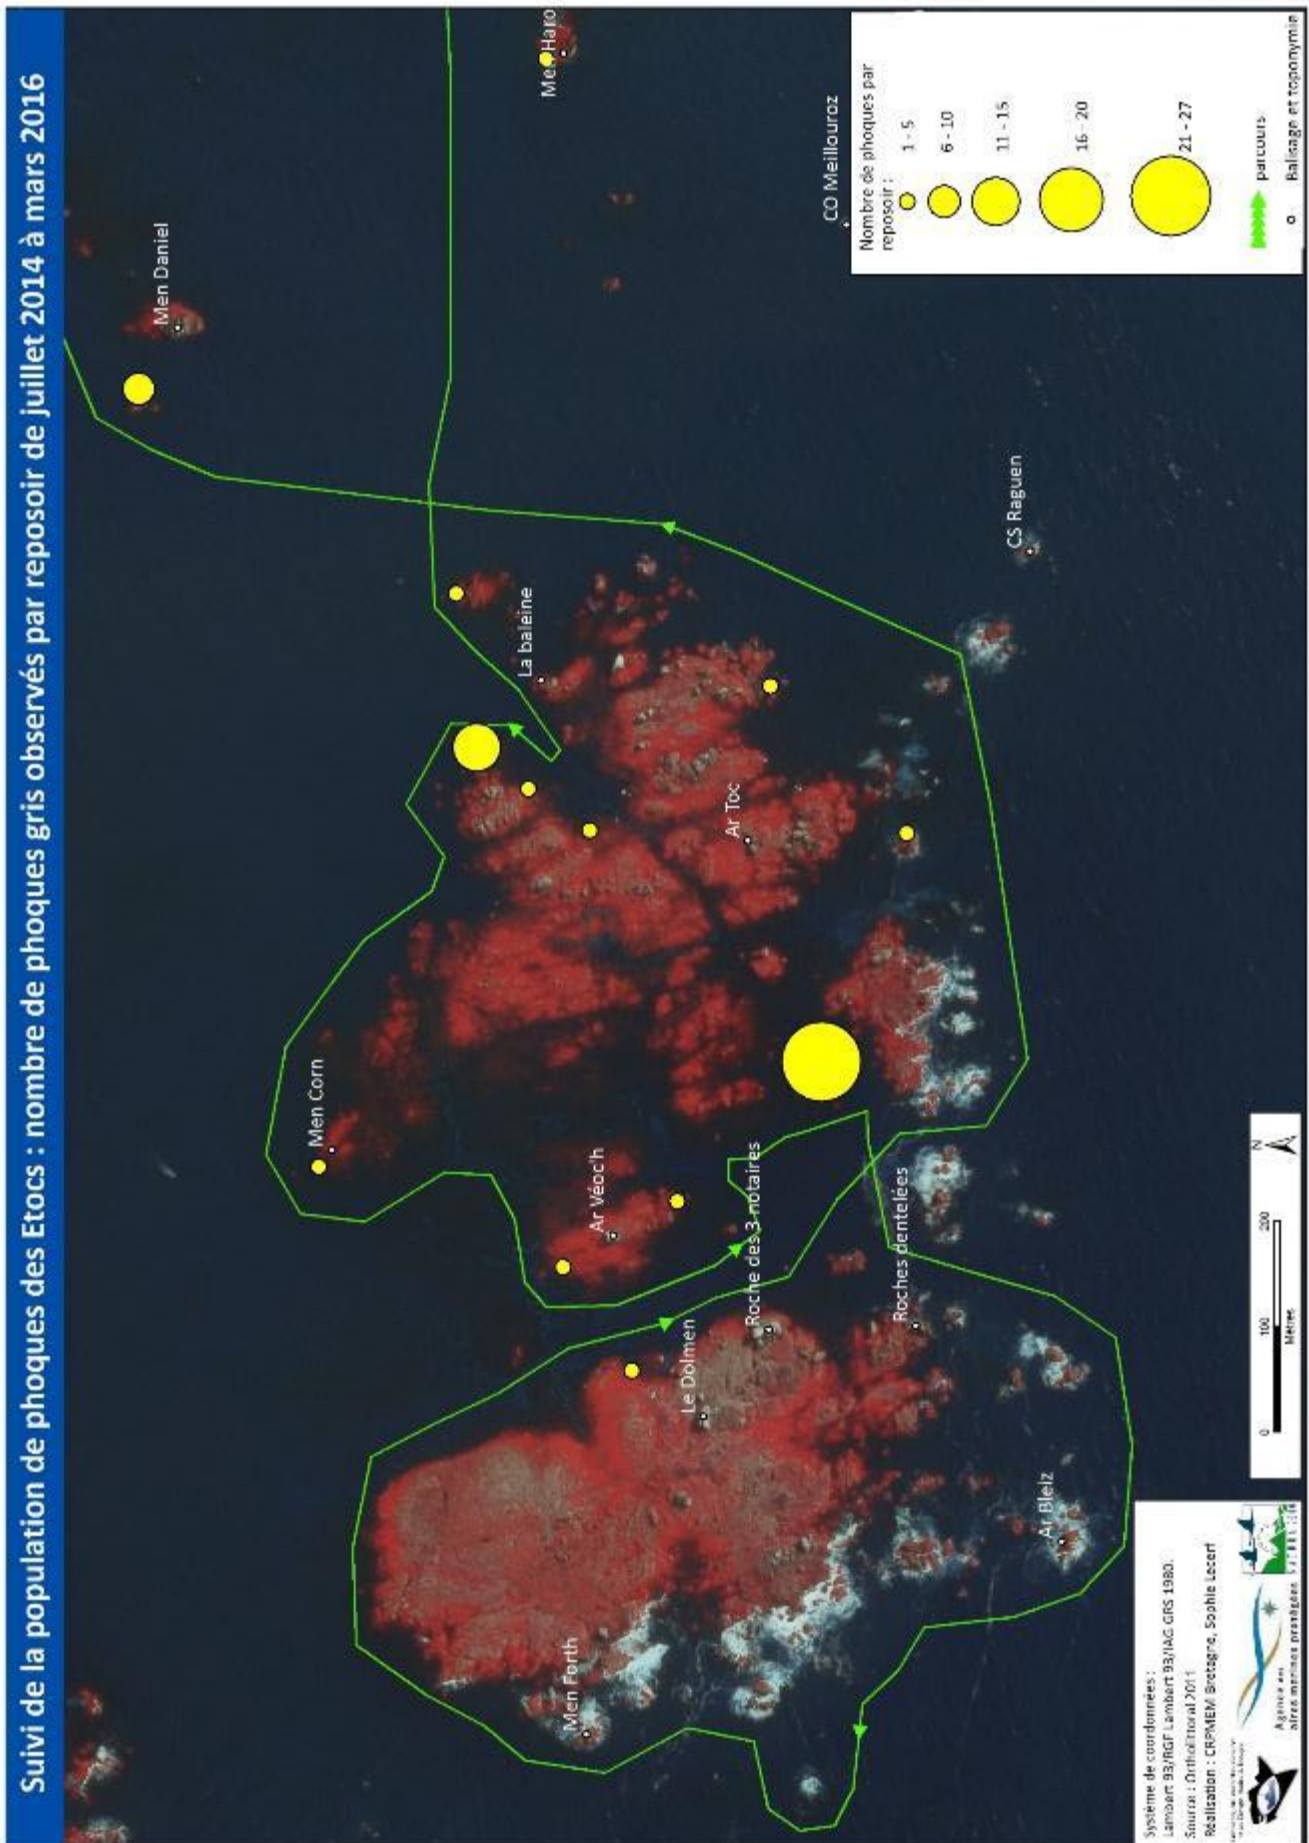 Suivi de la population de phoques des Etocs : nombre de phoques gris observés par reposoir de juillet 2014 à mars 2016
Men Daniel
Men Haro
CO Meillouroz
La baleine
CS Raguen
Men Corn
Ar Toc
Ar Véoc'h
Roche des 3 notaires
Roches dentelées
Le Dolmen
Men Forth
Ar Bleiz
Nombre de phoques par
reposoir :
1 - 5
6 - 10
11 - 15
16 - 20
21 - 27
parcours
Balisage et toponymie
N
0 100 200
Mètres
Système de coordonnées :
Lambert 93/RGF Lambert 93/IAG GRS 1980.
Source : Ortholittoral 2011
Réalisation : CRPMEM Bretagne, Sophie Lecerf
Agence des
aires marines protégées
NATURA 2000